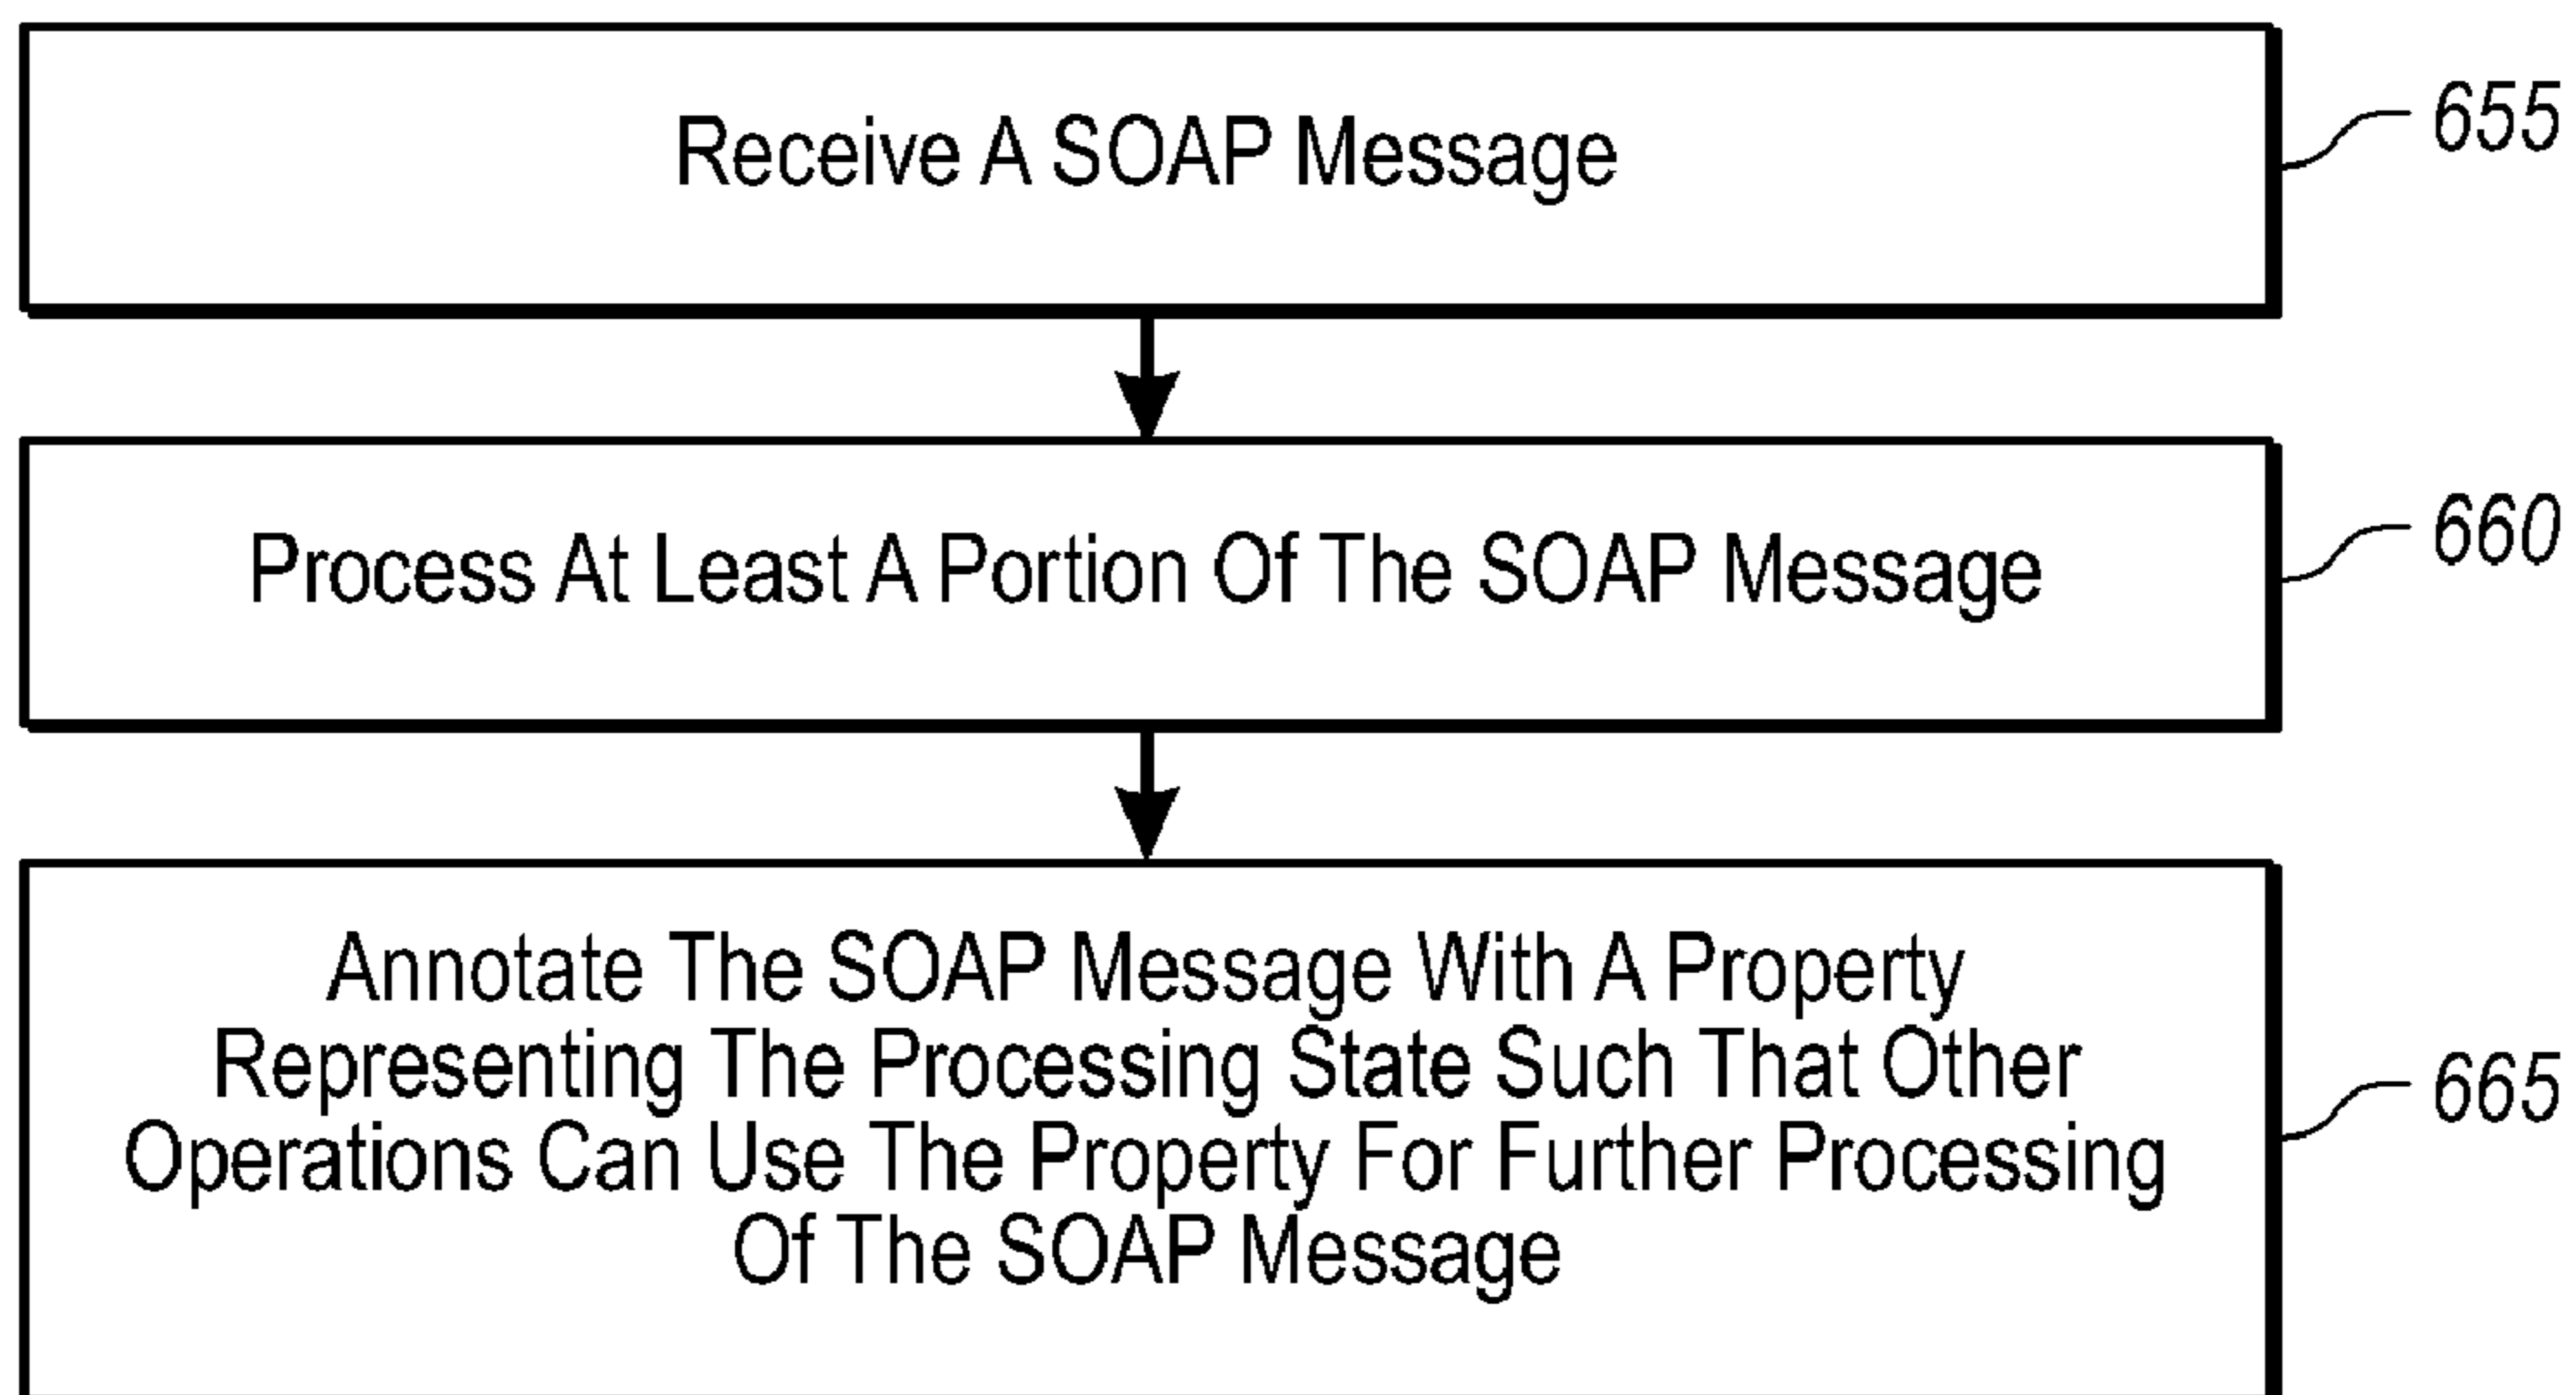 Receive A SOAP Message
655
Process At Least A Portion Of The SOAP Message
660
Annotate The SOAP Message With A Property
Representing The Processing State Such That Other
Operations Can Use The Property For Further Processing
Of The SOAP Message
665